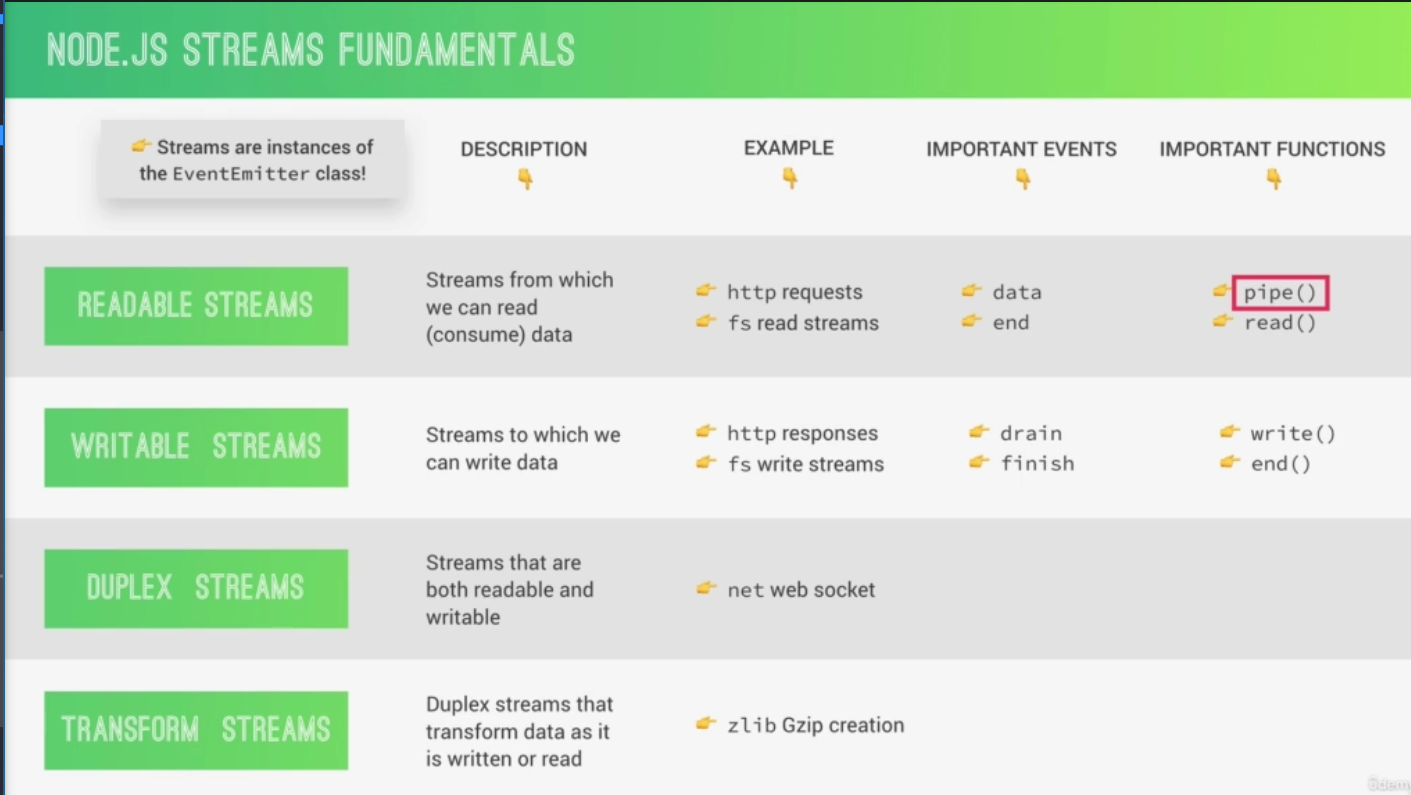 NODE.JS STREAMS FUNDAMENTALS
👉 Streams are instances of
the EventEmitter class!
DESCRIPTION
👇
EXAMPLE
👇
IMPORTANT EVENTS
👇
IMPORTANT FUNCTIONS
👇
READABLE STREAMS
Streams from which
we can read
(consume) data
👉 http requests
👉 fs read streams
👉 data
👉 end
👉 pipe()
👉 read()
WRITABLE STREAMS
Streams to which we
can write data
👉 http responses
👉 fs write streams
👉 drain
👉 finish
👉 write()
👉 end()
DUPLEX STREAMS
Streams that are
both readable and
writable
👉 net web socket
TRANSFORM STREAMS
Duplex streams that
transform data as it
is written or read
👉 zlib Gzip creation